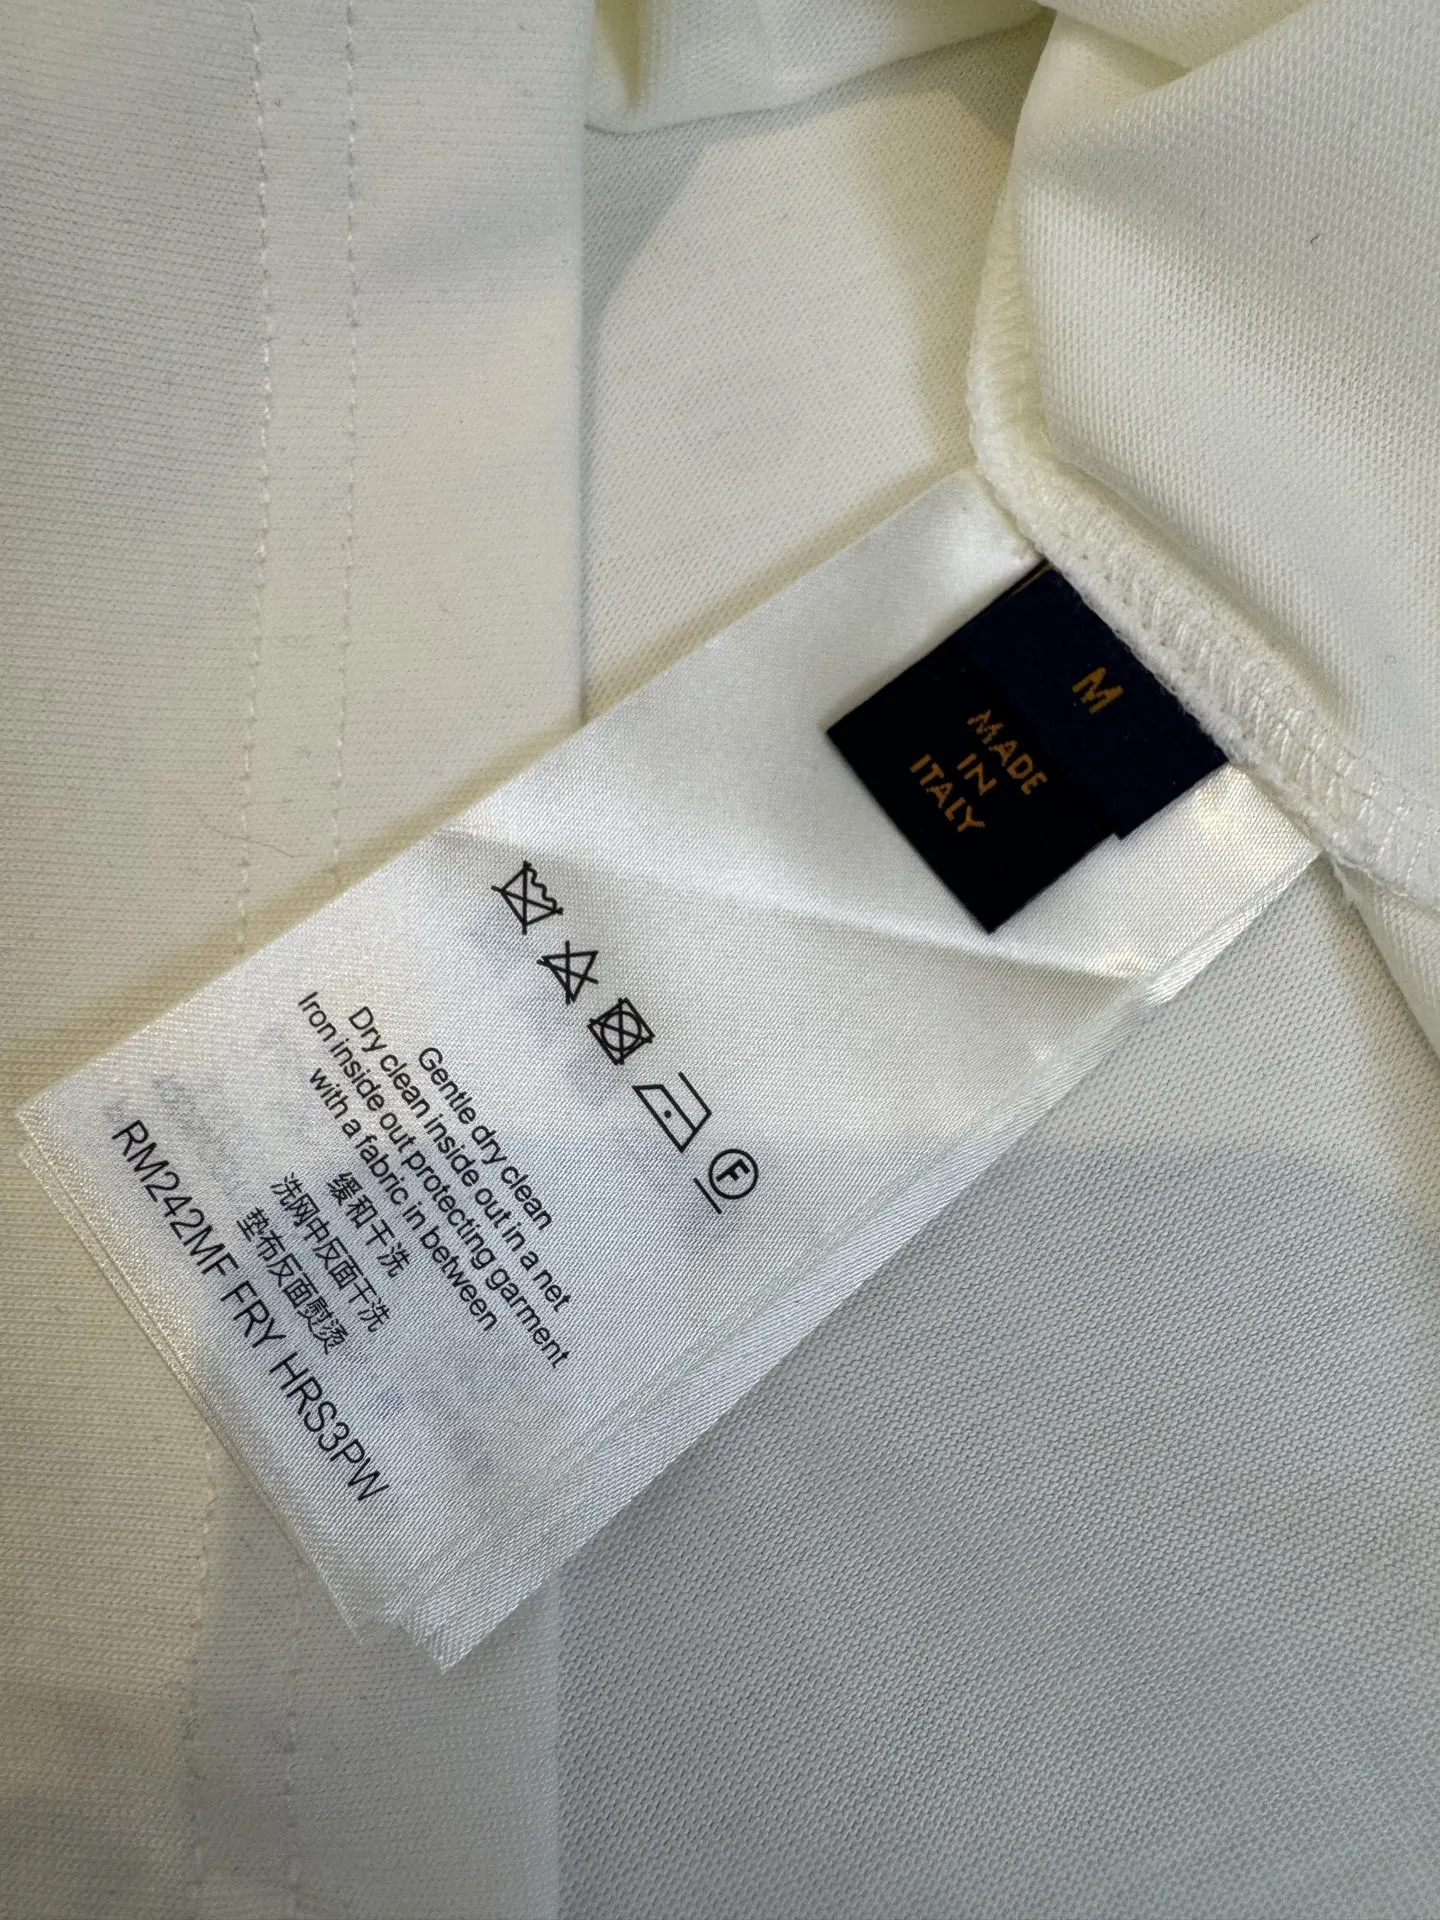 M
MADE
IN
ITALY
F
Gentle dry clean
Dry clean inside out in a net
Iron inside out protecting garment
with a fabric in between
缓和干洗
洗网中反面干洗
垫布反面熨烫
RM242MF FRY HRS3PW